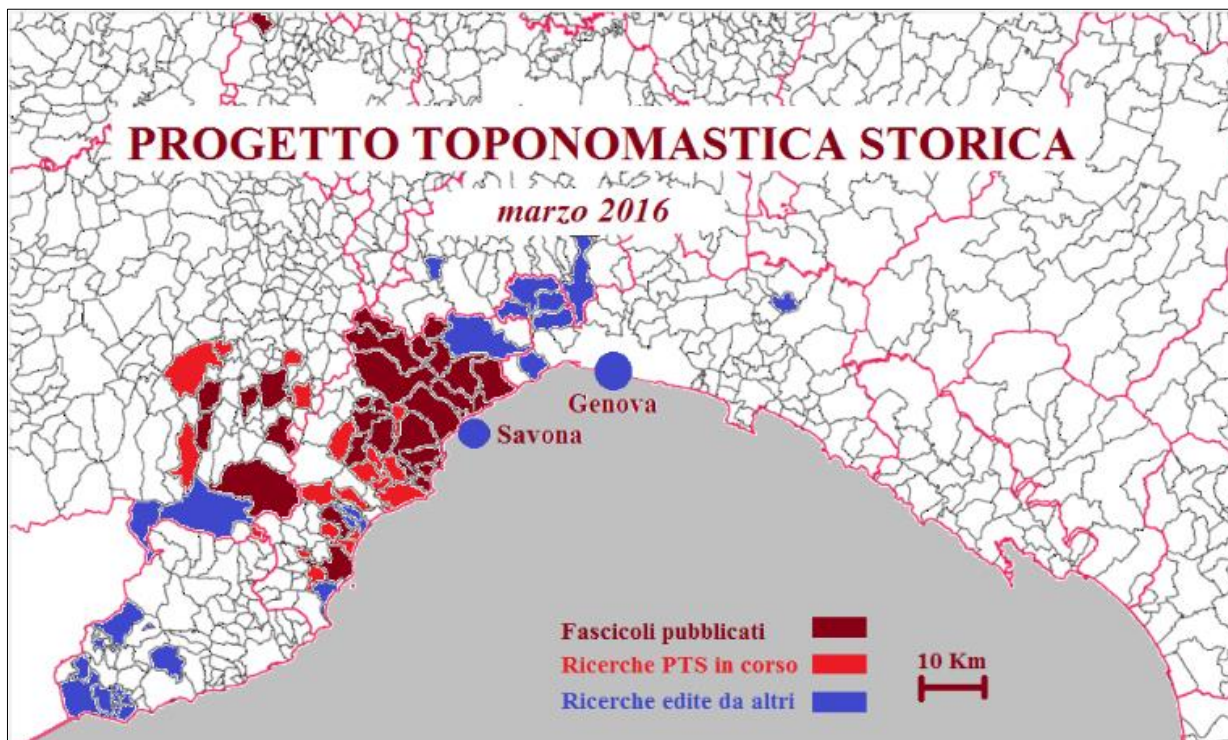 PROGETTO TOPONOMASTICA STORICA
marzo 2016
Genova
Savona
Fascicoli pubblicati
Ricerche PTS in corso
10 Km
Ricerche edite da altri